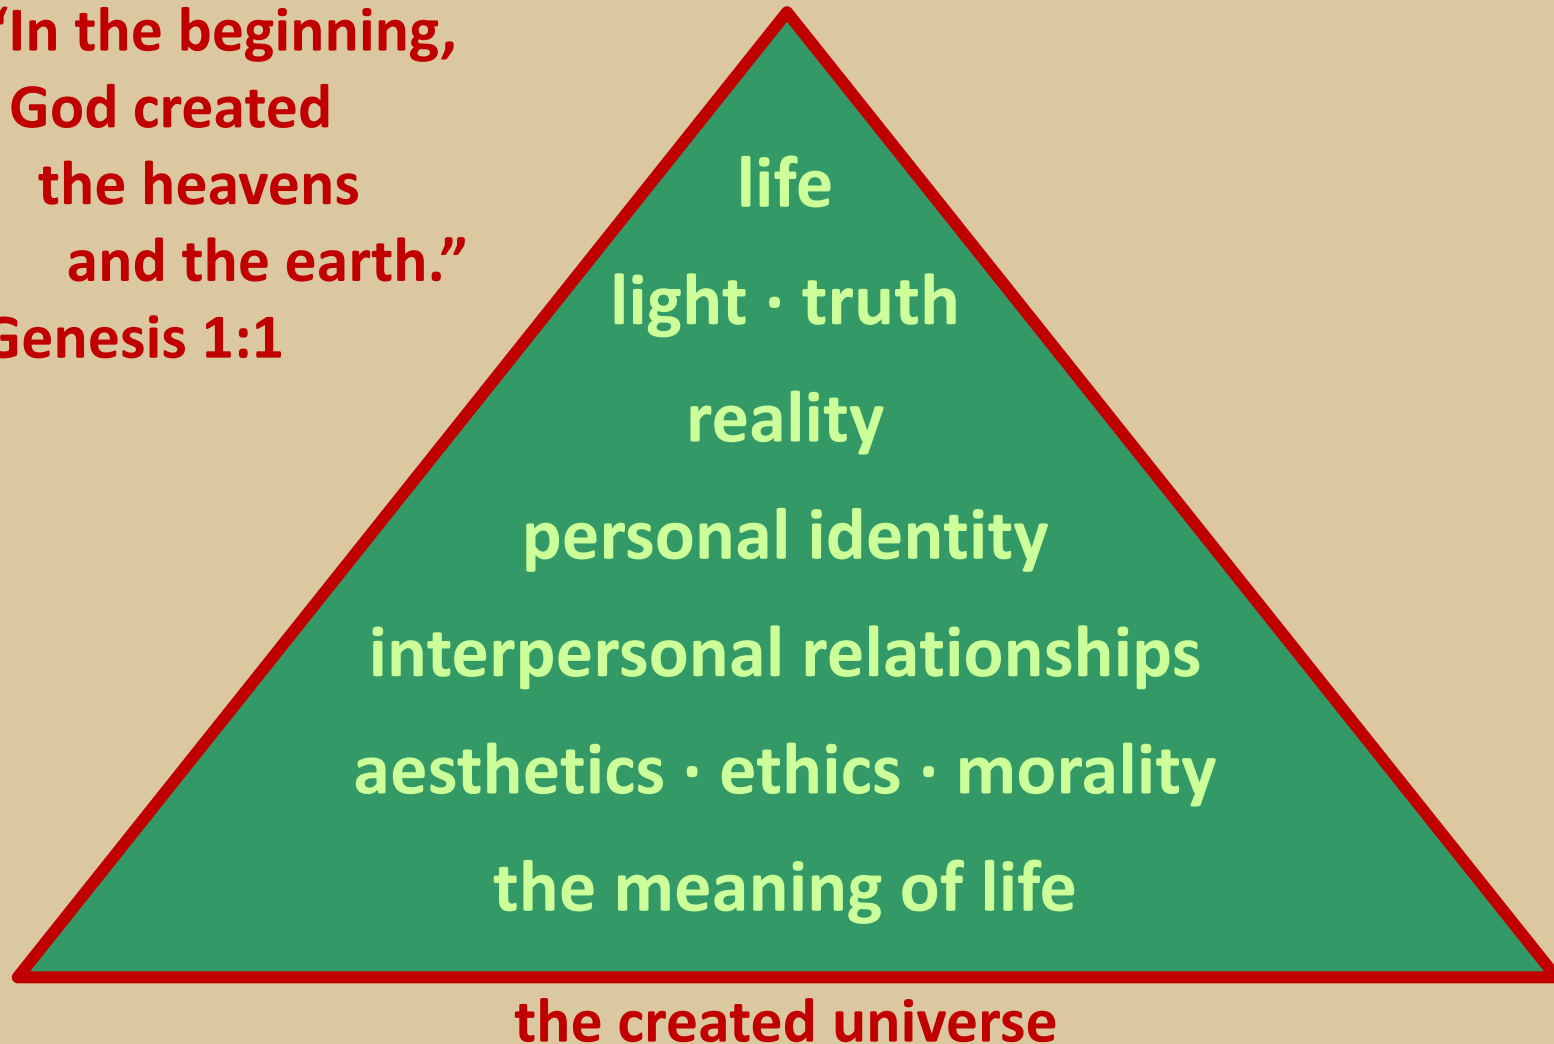 “In the beginning,
God created
the heavens
and the earth.”
Genesis 1:1
life
light · truth
reality
personal identity
interpersonal relationships
aesthetics · ethics · morality
the meaning of life
the created universe